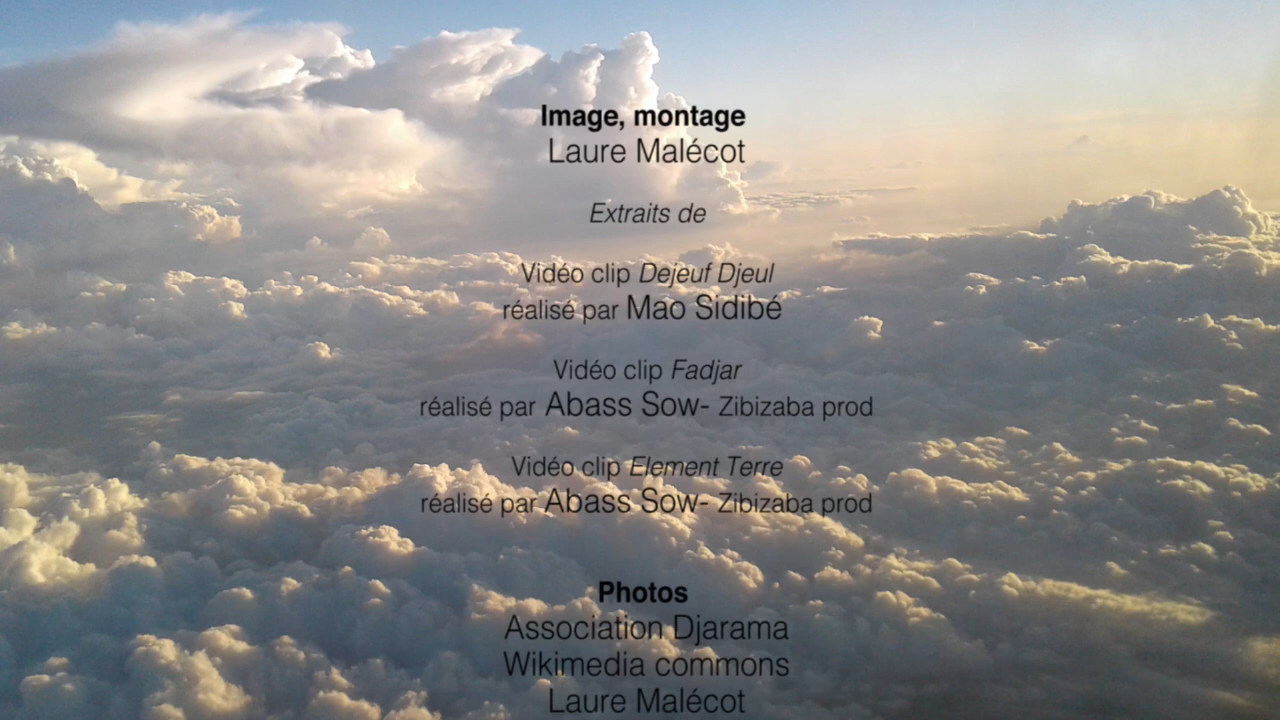 Image, montage
Laure Malécot
Extraits de
Vidéo clip Dejeuf Djeul
réalisé par Mao Sidibé
Vidéo clip Fadjar
réalisé par Abass Sow- Zibizaba prod
Vidéo clip Element Terre
réalisé par Abass Sow- Zibizaba prod
Photos
Association Djarama
Wikimedia commons
Laure Malécot